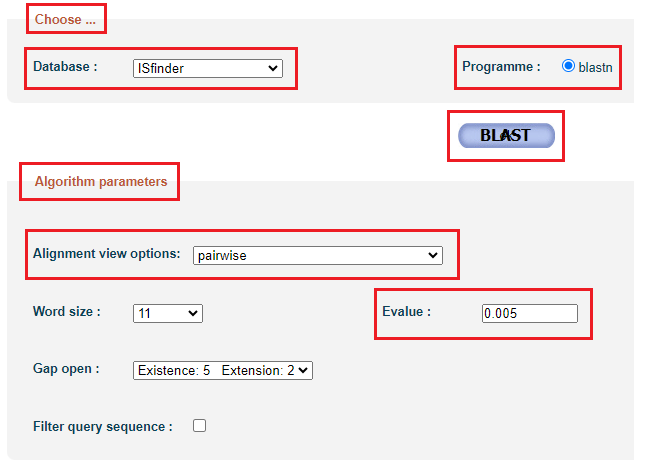 Choose ...
Database : ISfinder Programme : blastn
BLAST
Algorithm parameters
Alignment view options: pairwise
Word size : 11 Evalue : 0.005
Gap open : Existence: 5 Extension: 2
Filter query sequence :